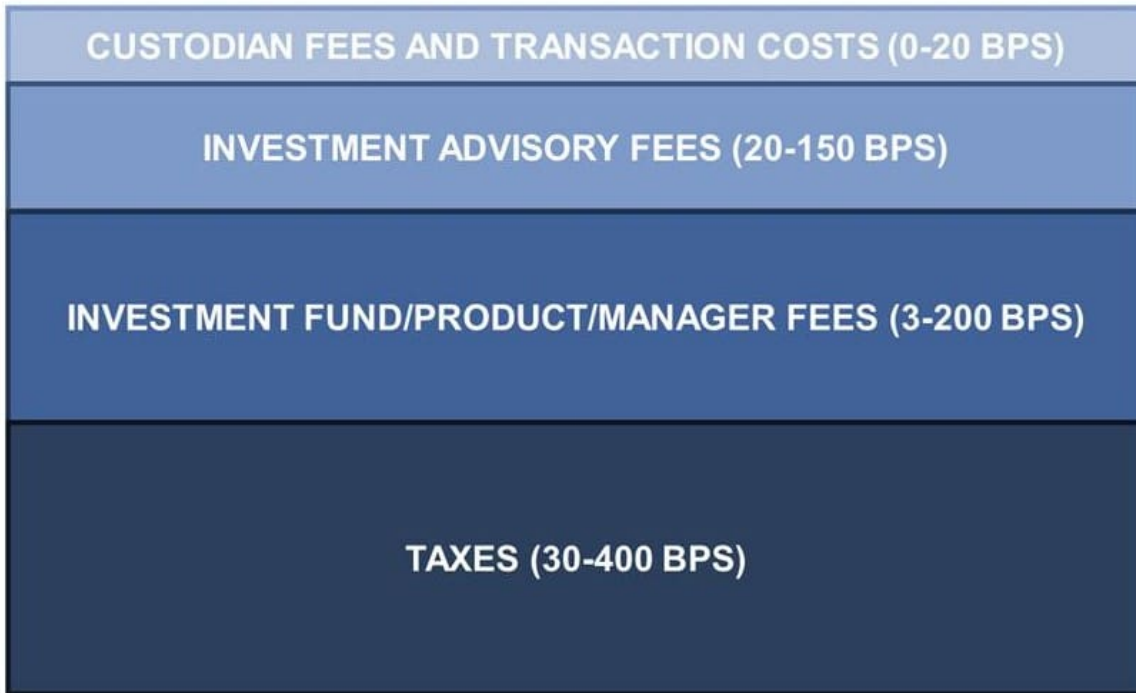 CUSTODIAN FEES AND TRANSACTION COSTS (0-20 BPS)
INVESTMENT ADVISORY FEES (20-150 BPS)
INVESTMENT FUND/PRODUCT/MANAGER FEES (3-200 BPS)
TAXES (30-400 BPS)